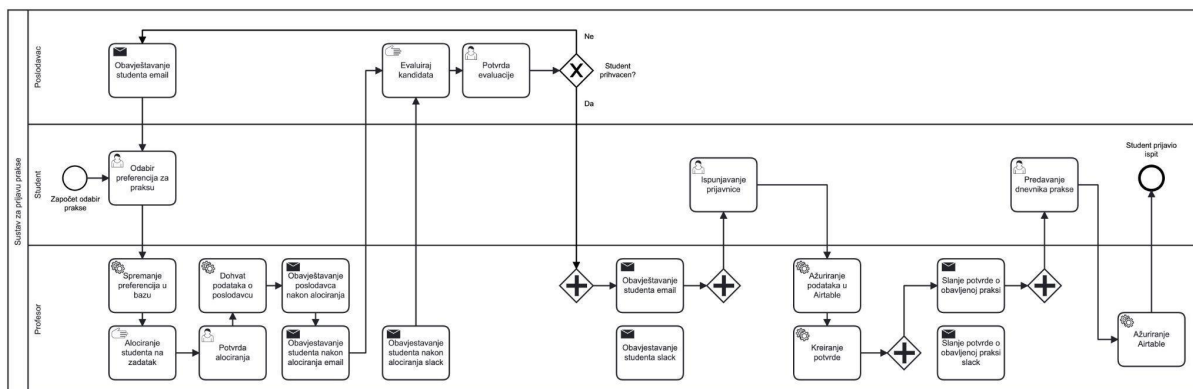 Sustav za prijavu prakse
Poslodavac
Obavještavanje
studenta email
Evaluiraj
kandidata
Potvrda
evaluacije
Ne
Student
prihvacen?
Da
Student
Započet odabir
prakse
Odabir
preferencija za
praksu
Ispunjavanje
prijavnice
Predavanje
dnevnika prakse
Student prijavio
ispit
Profesor
Spremanje
preferencija u
bazu
Dohvat
podataka o
poslodavcu
Obavještavanje
poslodavca
nakon alociranja
Obavještavanje
studenta email
Ažuriranje
podataka u
Airtable
Slanje potvrde o
obavljenoj praksi
Alociranje
studenta na
zadatak
Potvrda
alociranja
Obavjestavanje
studenta nakon
alociranja email
Obavjestavanje
studenta nakon
alociranja slack
Obavjestavanje
studenta slack
Kreiranje
potvrde
Slanje potvrde o
obavljenoj praksi
slack
Ažuriranje
Airtable